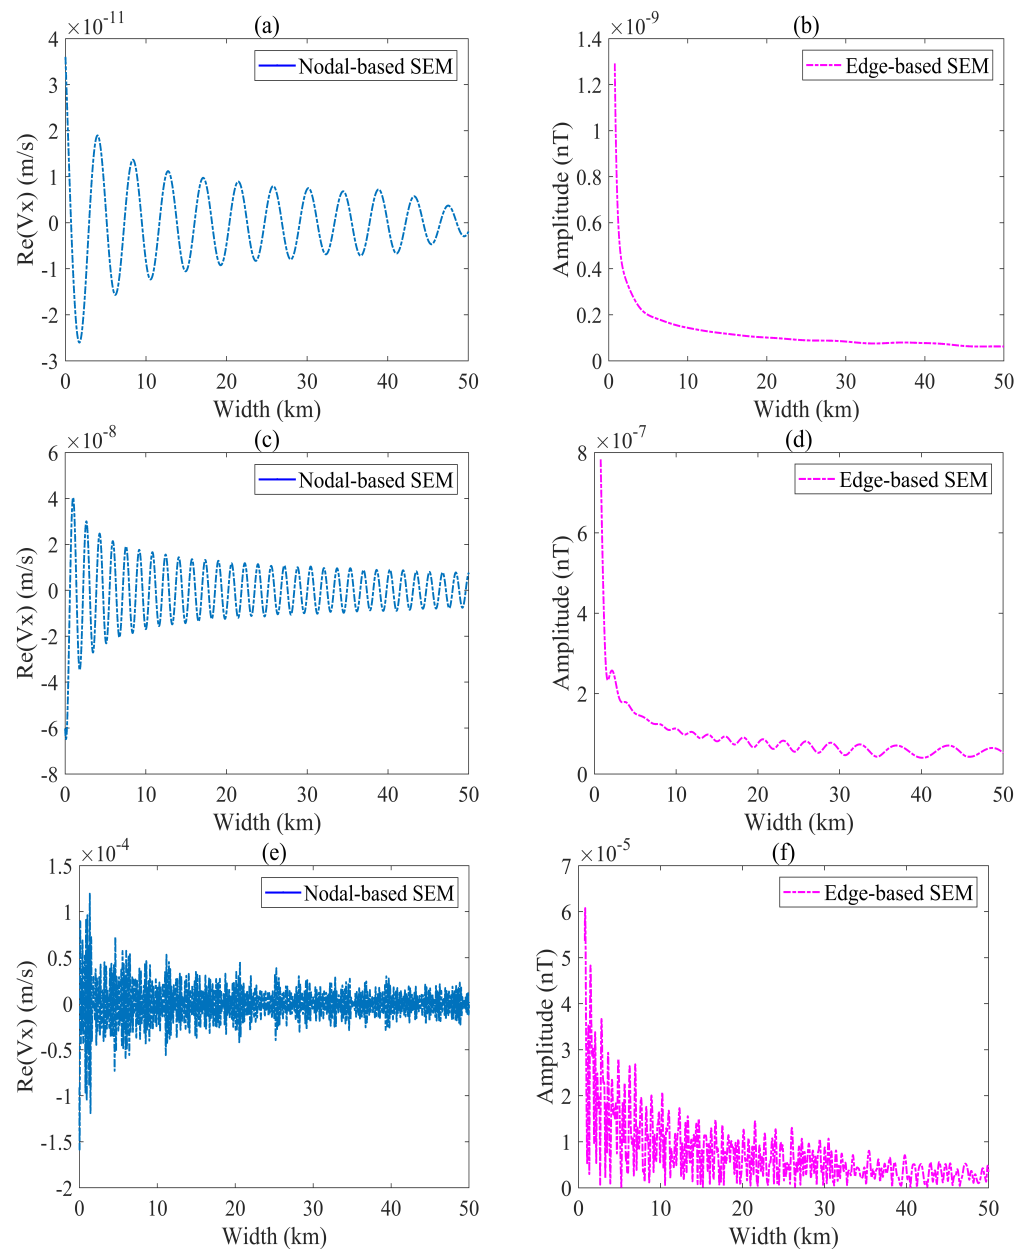 (a)
×10^-11
Nodal-based SEM
4
3
2
1
0
-1
-2
-3
Re(Vx) (m/s)
0 10 20 30 40 50
Width (km)
(b)
×10^-9
Edge-based SEM
1.4
1.2
1
0.8
0.6
0.4
0.2
0
Amplitude (nT)
0 10 20 30 40 50
Width (km)
(c)
×10^-8
Nodal-based SEM
6
4
2
0
-2
-4
-6
-8
Re(Vx) (m/s)
0 10 20 30 40 50
Width (km)
(d)
×10^-7
Edge-based SEM
8
6
4
2
0
Amplitude (nT)
0 10 20 30 40 50
Width (km)
(e)
×10^-4
Nodal-based SEM
1.5
1
0.5
0
-0.5
-1
-1.5
-2
Re(Vx) (m/s)
0 10 20 30 40 50
Width (km)
(f)
×10^-5
Edge-based SEM
7
6
5
4
3
2
1
0
Amplitude (nT)
0 10 20 30 40 50
Width (km)